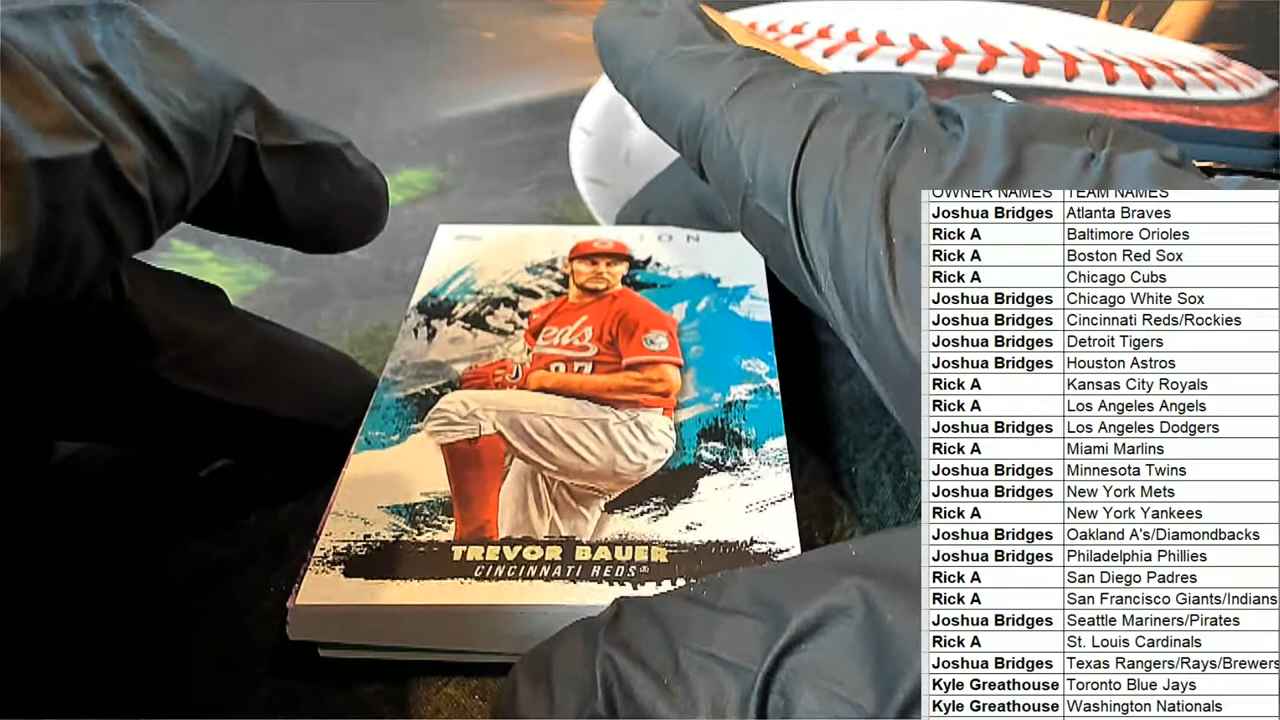 ION
eds
27
TREVOR BAUER
CINCINNATI REDS®
OWNER NAMES TEAM NAMES
Joshua Bridges Atlanta Braves
Rick A Baltimore Orioles
Rick A Boston Red Sox
Rick A Chicago Cubs
Joshua Bridges Chicago White Sox
Joshua Bridges Cincinnati Reds/Rockies
Joshua Bridges Detroit Tigers
Joshua Bridges Houston Astros
Rick A Kansas City Royals
Rick A Los Angeles Angels
Joshua Bridges Los Angeles Dodgers
Rick A Miami Marlins
Joshua Bridges Minnesota Twins
Joshua Bridges New York Mets
Rick A New York Yankees
Joshua Bridges Oakland A's/Diamondbacks
Joshua Bridges Philadelphia Phillies
Rick A San Diego Padres
Rick A San Francisco Giants/Indians
Joshua Bridges Seattle Mariners/Pirates
Rick A St. Louis Cardinals
Joshua Bridges Texas Rangers/Rays/Brewers
Kyle Greathouse Toronto Blue Jays
Kyle Greathouse Washington Nationals